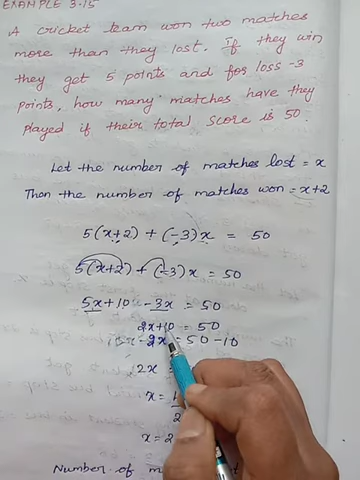 EXAMPLE 3.15
A cricket team won two matches
more than they lost. If they win
they get 5 points and for loss -3
points, how many matches have they
played if their total score is 50.
Let the number of matches lost = x
Then the number of matches won = x+2
5(x+2) + (-3)x = 50
5(x+2) + (-3)x = 50
5x+10 -3x = 50
2x+10 = 50
2x = 50-10
2x =
x =
x = 2
Number of